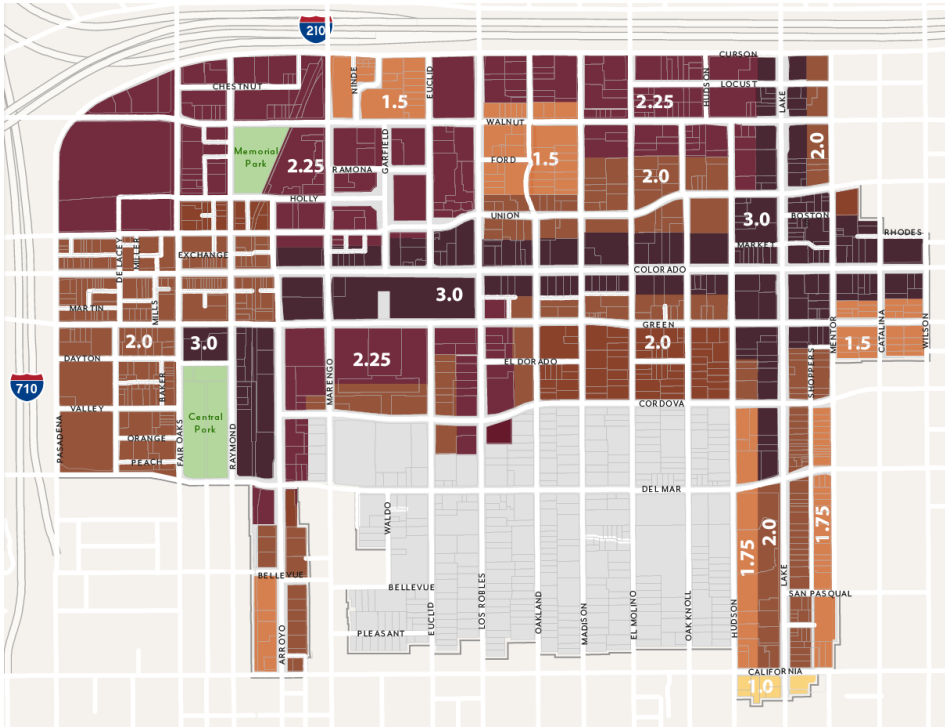 210
CURSON
NINDE
EUCLID
CHESTNUT
1.5
2.25
HUDSON
LOCUST
LAKE
WALNUT
Memorial
Park
2.25
RAMONA
GARFIELD
FORD
1.5
2.0
2.0
HOLLY
UNION
3.0
BOSTON
DE LACEY
MILLER
EXCHANGE
MARKET
RHODES
COLORADO
MARTIN
MILLS
3.0
GREEN
DAYTON
2.0
3.0
2.25
EL DORADO
2.0
SHOPPERS
MENTOR
1.5
CATALINA
WILSON
710
MARENGO
BAKER
VALLEY
Central
Park
CORDOVA
PASADENA
ORANGE
PEACH
FAIR OAKS
RAYMOND
DEL MAR
WALDO
1.75
2.0
1.75
BELLEVUE
BELLEVUE
LAKE
SAN PASQUAL
ARROYO
PLEASANT
EUCLID
LOS ROBLES
OAKLAND
MADISON
EL MOLINO
OAK KNOLL
HUDSON
CALIFORNIA
1.0